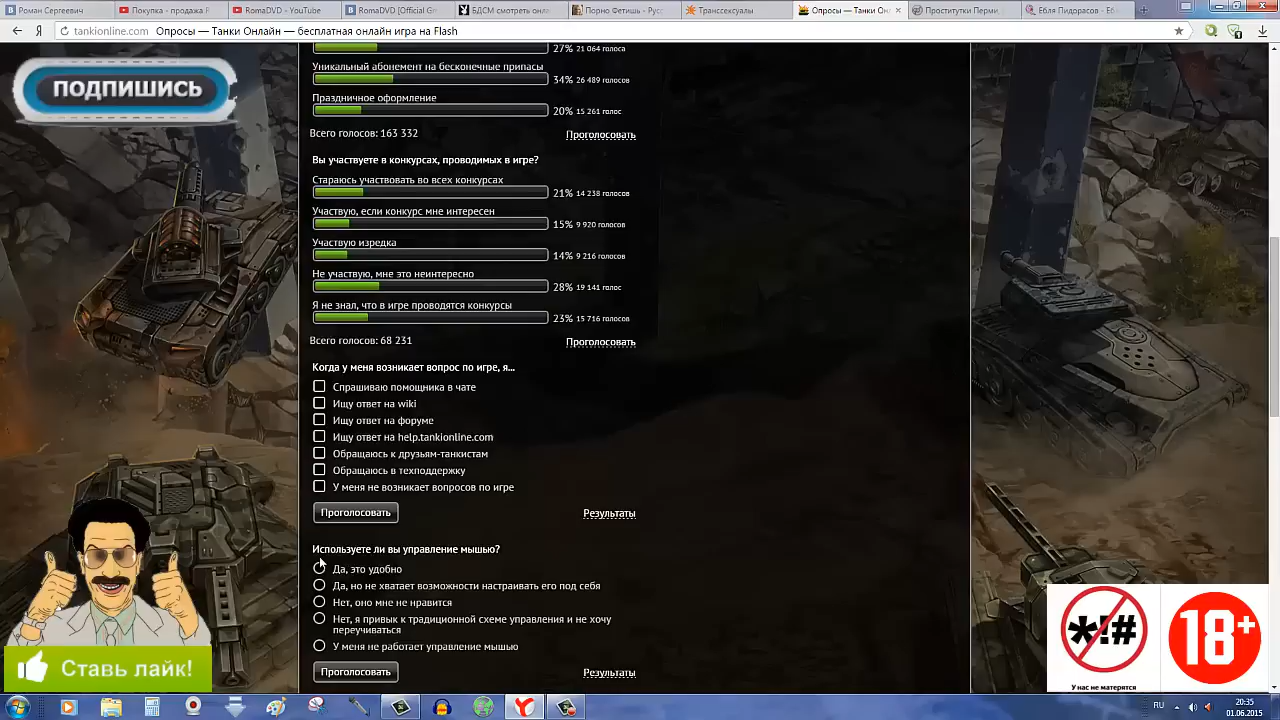 Роман Сергеевич
Покупка - продажа Я
RomaDVD - YouTube
RomaDVD [Official Gr
БДСМ смотреть онл
Порно Фетишь - Русс
Транссексуалы
Опросы — Танки Онл
Проститутки Перми,
Ебля Пидорасов - Ебл
tankionline.com Опросы — Танки Онлайн — бесплатная онлайн игра на Flash
27% 21 064 голоса
ПОДПИШИСЬ
Уникальный абонемент на бесконечные припасы
34% 26 489 голосов
Праздничное оформление
20% 15 261 голос
Всего голосов: 163 332
Проголосовать
Вы участвуете в конкурсах, проводимых в игре?
Стараюсь участвовать во всех конкурсах
21% 14 238 голосов
Участвую, если конкурс мне интересен
15% 9 920 голосов
Участвую изредка
14% 9 216 голосов
Не участвую, мне это неинтересно
28% 19 141 голос
Я не знал, что в игре проводятся конкурсы
23% 15 716 голосов
Всего голосов: 68 231
Проголосовать
Когда у меня возникает вопрос по игре, я...
Спрашиваю помощника в чате
Ищу ответ на wiki
Ищу ответ на форуме
Ищу ответ на help.tankionline.com
Обращаюсь к друзьям-танкистам
Обращаюсь в техподдержку
У меня не возникает вопросов по игре
Проголосовать
Результаты
Используете ли вы управление мышью?
Да, это удобно
Да, но не хватает возможности настраивать его под себя
Нет, оно мне не нравится
Нет, я привык к традиционной схеме управления и не хочу
переучиваться
У меня не работает управление мышью
Проголосовать
Результаты
Ставь лайк!
*!#
У нас не матерятся
18+
RU
20:35
01.06.2015